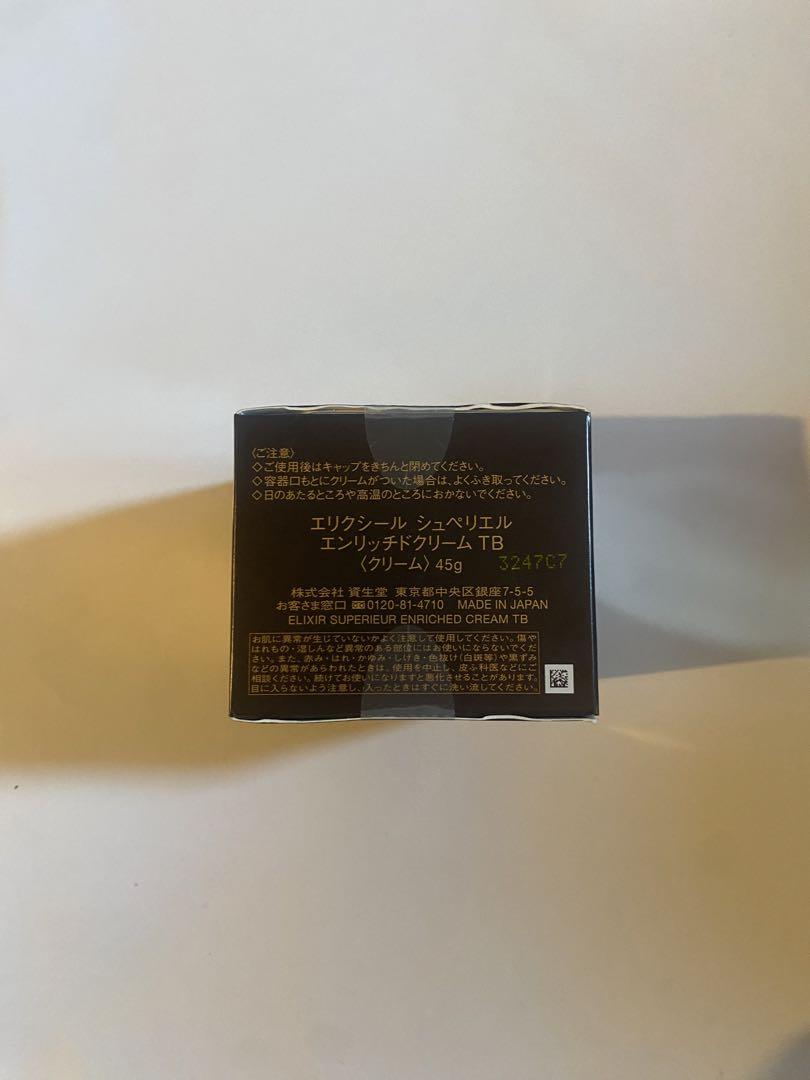 〈ご注意〉
◇ご使用後はキャップをきちんと閉めてください。
◇容器口もとにクリームがついた場合は、よくふき取ってください。
◇日のあたるところや高温のところにおかないでください。
エリクシール シュペリエル
エンリッチドクリーム TB
〈クリーム〉45g
3247C7
株式会社 資生堂 東京都中央区銀座7-5-5
お客さま窓口 0120-81-4710 MADE IN JAPAN
ELIXIR SUPERIEUR ENRICHED CREAM TB
お肌に異常が生じていないかよく注意して使用してください。傷や
はれもの・湿しんなど異常のある部位にはお使いにならないでくだ
さい。また、赤み・はれ・かゆみ・しげき・色抜け(白斑等)や黒ずみ
などの異常があらわれたときは、使用を中止し、皮ふ科医などにご
相談ください。続けてお使いになりますと悪化させることがあります。
目に入らないよう注意し、入ったときはすぐに洗い流してください。